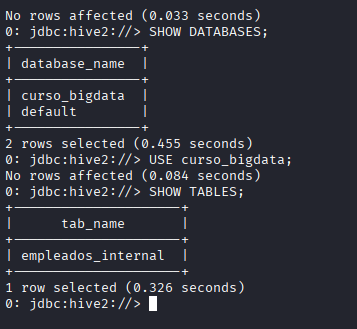 No rows affected (0.033 seconds)
0: jdbc:hive2://> SHOW DATABASES;
+----------------+
| database_name  |
+----------------+
| curso_bigdata  |
| default        |
+----------------+
2 rows selected (0.455 seconds)
0: jdbc:hive2://> USE curso_bigdata;
No rows affected (0.084 seconds)
0: jdbc:hive2://> SHOW TABLES;
+---------------------+
|      tab_name       |
+---------------------+
| empleados_internal  |
+---------------------+
1 row selected (0.326 seconds)
0: jdbc:hive2://>